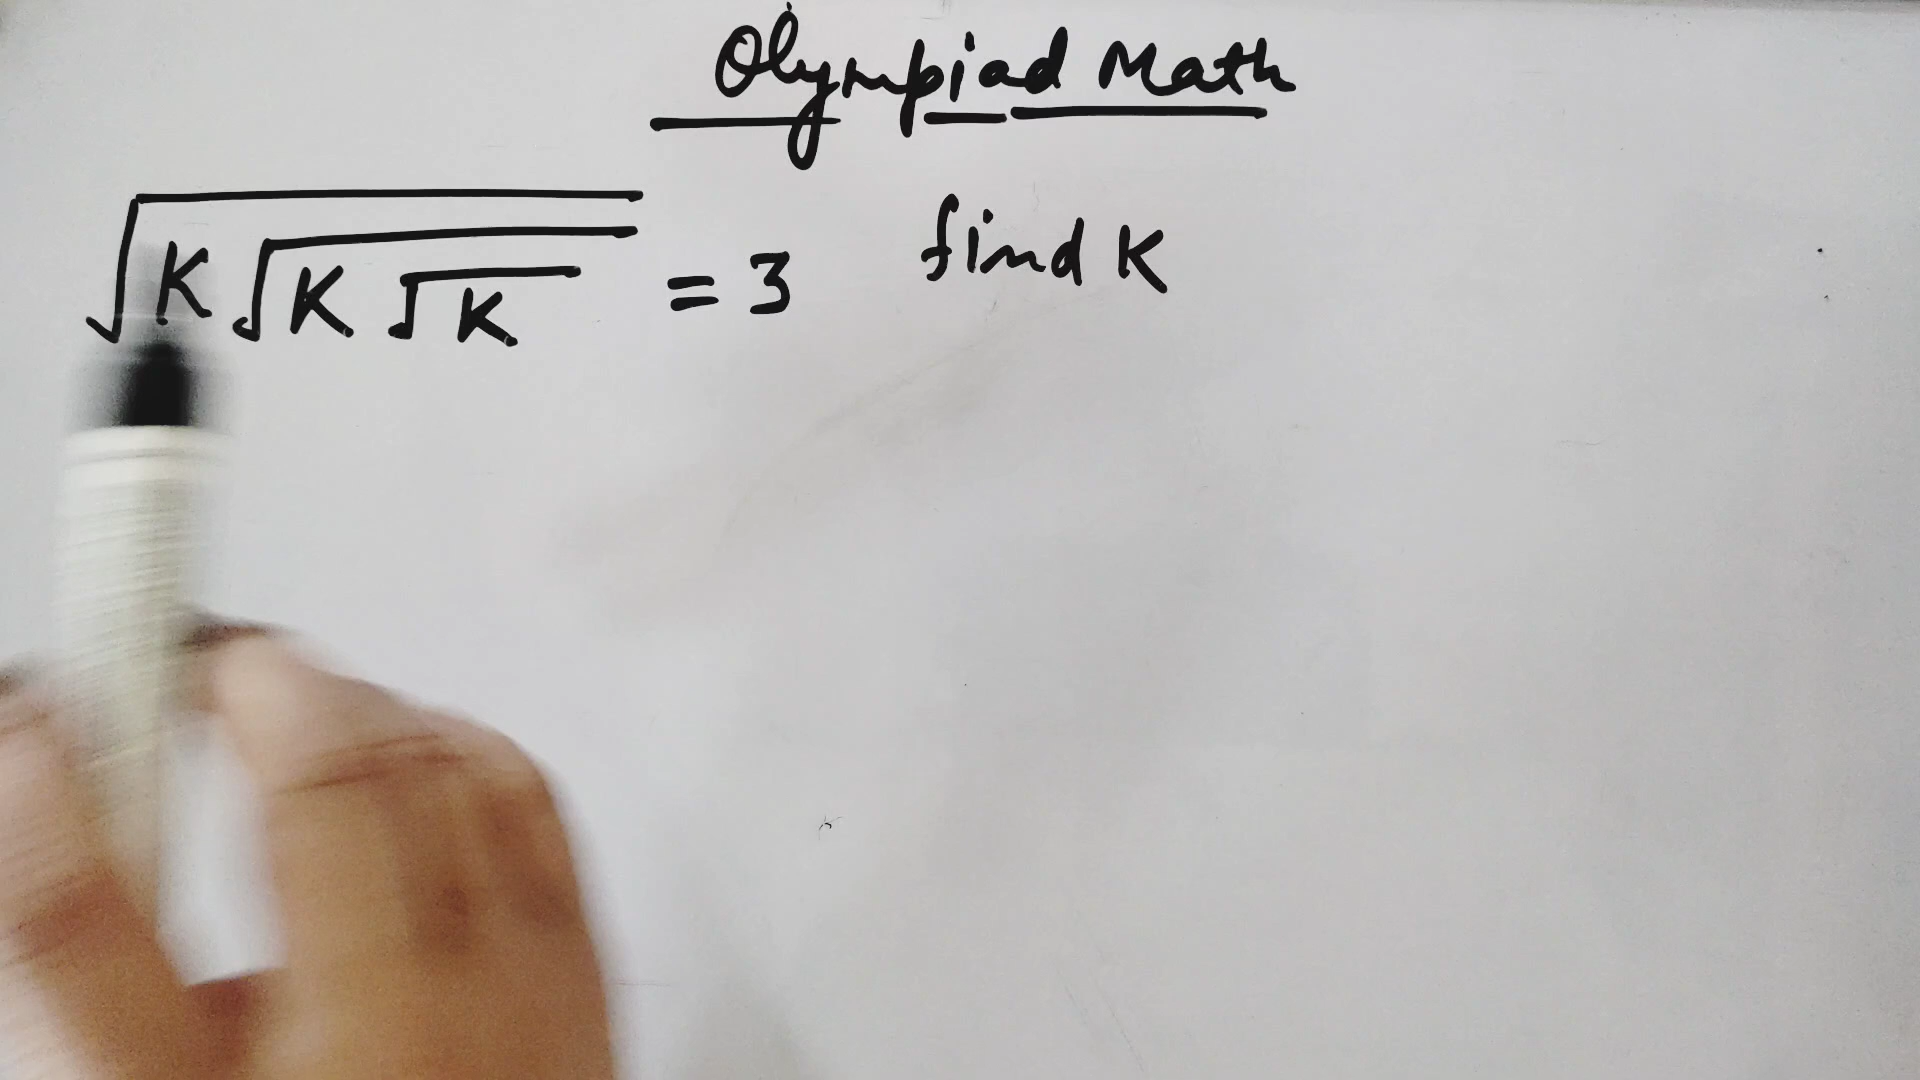 Olympiad Math
√(K√(K√K)) = 3 find K